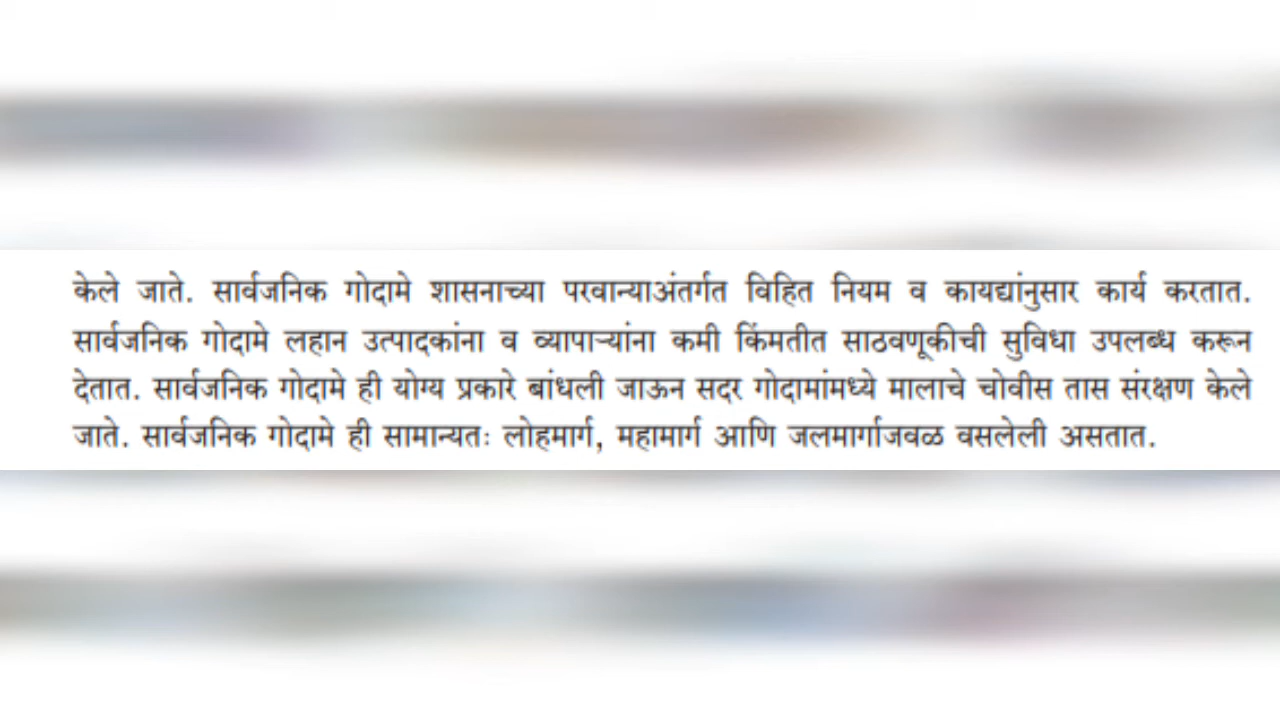 केले जाते. सार्वजनिक गोदामे शासनाच्या परवान्याअंतर्गत विहित नियम व कायद्यांनुसार कार्य करतात.
सार्वजनिक गोदामे लहान उत्पादकांना व व्यापाऱ्यांना कमी किंमतीत साठवणूकीची सुविधा उपलब्ध करून
देतात. सार्वजनिक गोदामे ही योग्य प्रकारे बांधली जाऊन सदर गोदामांमध्ये मालाचे चोवीस तास संरक्षण केले
जाते. सार्वजनिक गोदामे ही सामान्यतः लोहमार्ग, महामार्ग आणि जलमार्गाजवळ वसलेली असतात.